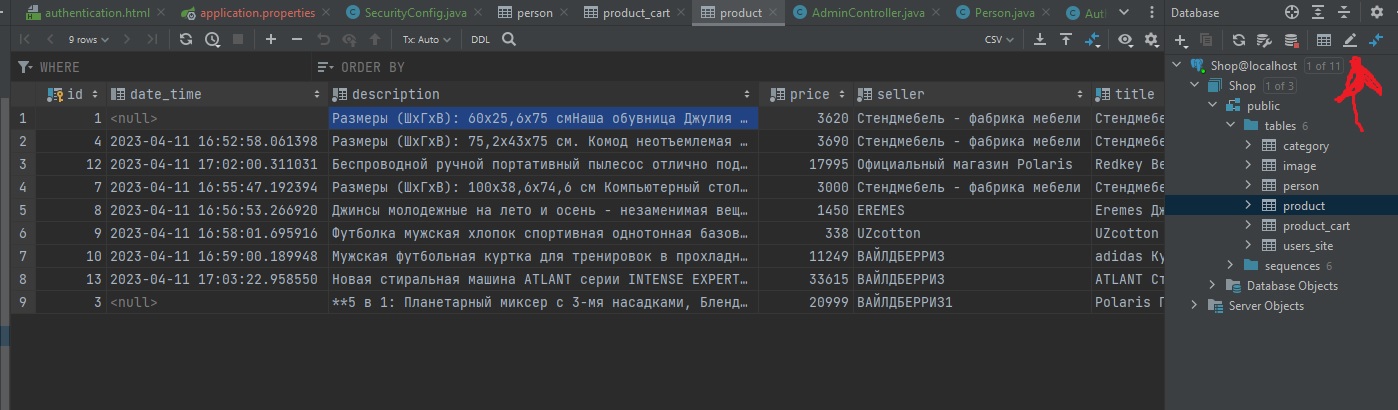 authentication.html application.properties SecurityConfig.java person product_cart product AdminController.java Person.java Aut Database
9 rows Tx: Auto DDL CSV
WHERE ORDER BY
id date_time description price seller title
1 1 <null> Размеры (ШхГхВ): 60х25,6х75 смНаша обувница Джулия … 3620 Стендмебель - фабрика мебели Стендмебе
2 4 2023-04-11 16:52:58.061398 Размеры (ШхГхВ): 75,2х43х75 см. Комод неотъемлемая … 3690 Стендмебель - фабрика мебели Стендмебе
3 12 2023-04-11 17:02:00.311031 Беспроводной ручной портативный пылесос отлично под… 17995 Официальный магазин Polaris Redkey Be
4 7 2023-04-11 16:55:47.192394 Размеры (ШхГхВ): 100х38,6х74,6 см Компьютерный стол… 3000 Стендмебель - фабрика мебели Стендмебе
5 8 2023-04-11 16:56:53.266920 Джинсы молодежные на лето и осень - незаменимая вещ… 1450 EREMES Eremes Дж
6 9 2023-04-11 16:58:01.695916 Футболка мужская хлопок спортивная однотонная базов… 338 UZcotton UZcotton
7 10 2023-04-11 16:59:00.189948 Мужская футбольная куртка для тренировок в прохладн… 11249 ВАЙЛДБЕРРИЗ adidas Ку
8 13 2023-04-11 17:03:22.958550 Новая стиральная машина ATLANT серии INTENSE EXPERT… 33615 ВАЙЛДБЕРРИЗ ATLANT Ст
9 3 <null> **5 в 1: Планетарный миксер с 3-мя насадками, Бленд… 20999 ВАЙЛДБЕРРИЗ1 Polaris П
Shop@localhost 1 of 11
Shop 1 of 3
public
tables 6
category
image
person
product
product_cart
users_site
sequences 6
Database Objects
Server Objects